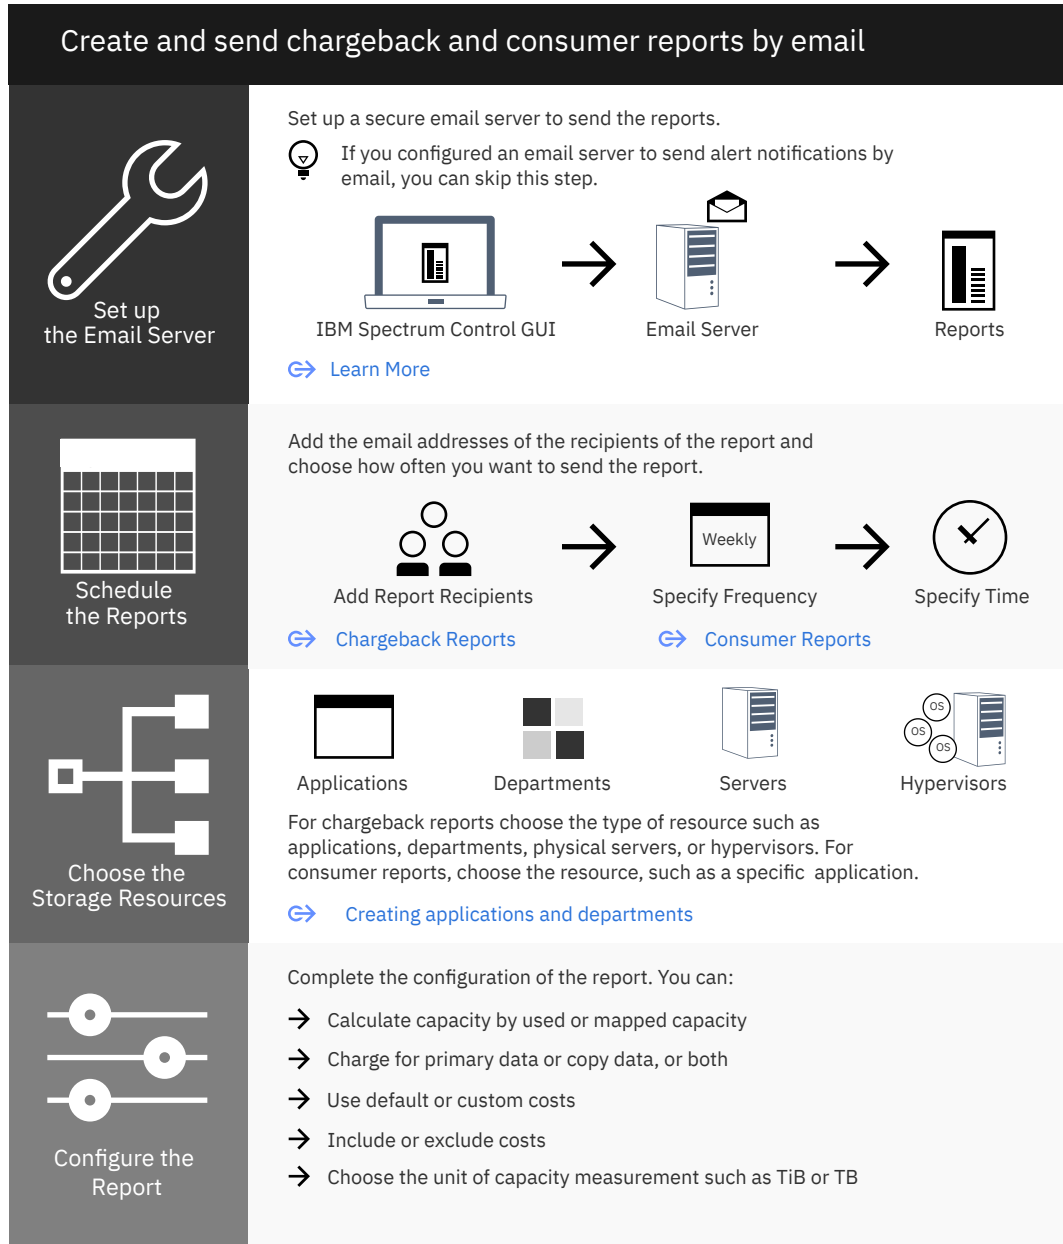 Create and send chargeback and consumer reports by email
Set up
the Email Server
Set up a secure email server to send the reports.
If you configured an email server to send alert notifications by
email, you can skip this step.
IBM Spectrum Control GUI
Email Server
Reports
Learn More
Schedule
the Reports
Add the email addresses of the recipients of the report and
choose how often you want to send the report.
Weekly
Add Report Recipients
Specify Frequency
Specify Time
Chargeback Reports
Consumer Reports
Choose the
Storage Resources
OS
OS
OS
Applications
Departments
Servers
Hypervisors
For chargeback reports choose the type of resource such as
applications, departments, physical servers, or hypervisors. For
consumer reports, choose the resource, such as a specific application.
Creating applications and departments
Configure the
Report
Complete the configuration of the report. You can:
Calculate capacity by used or mapped capacity
Charge for primary data or copy data, or both
Use default or custom costs
Include or exclude costs
Choose the unit of capacity measurement such as TiB or TB